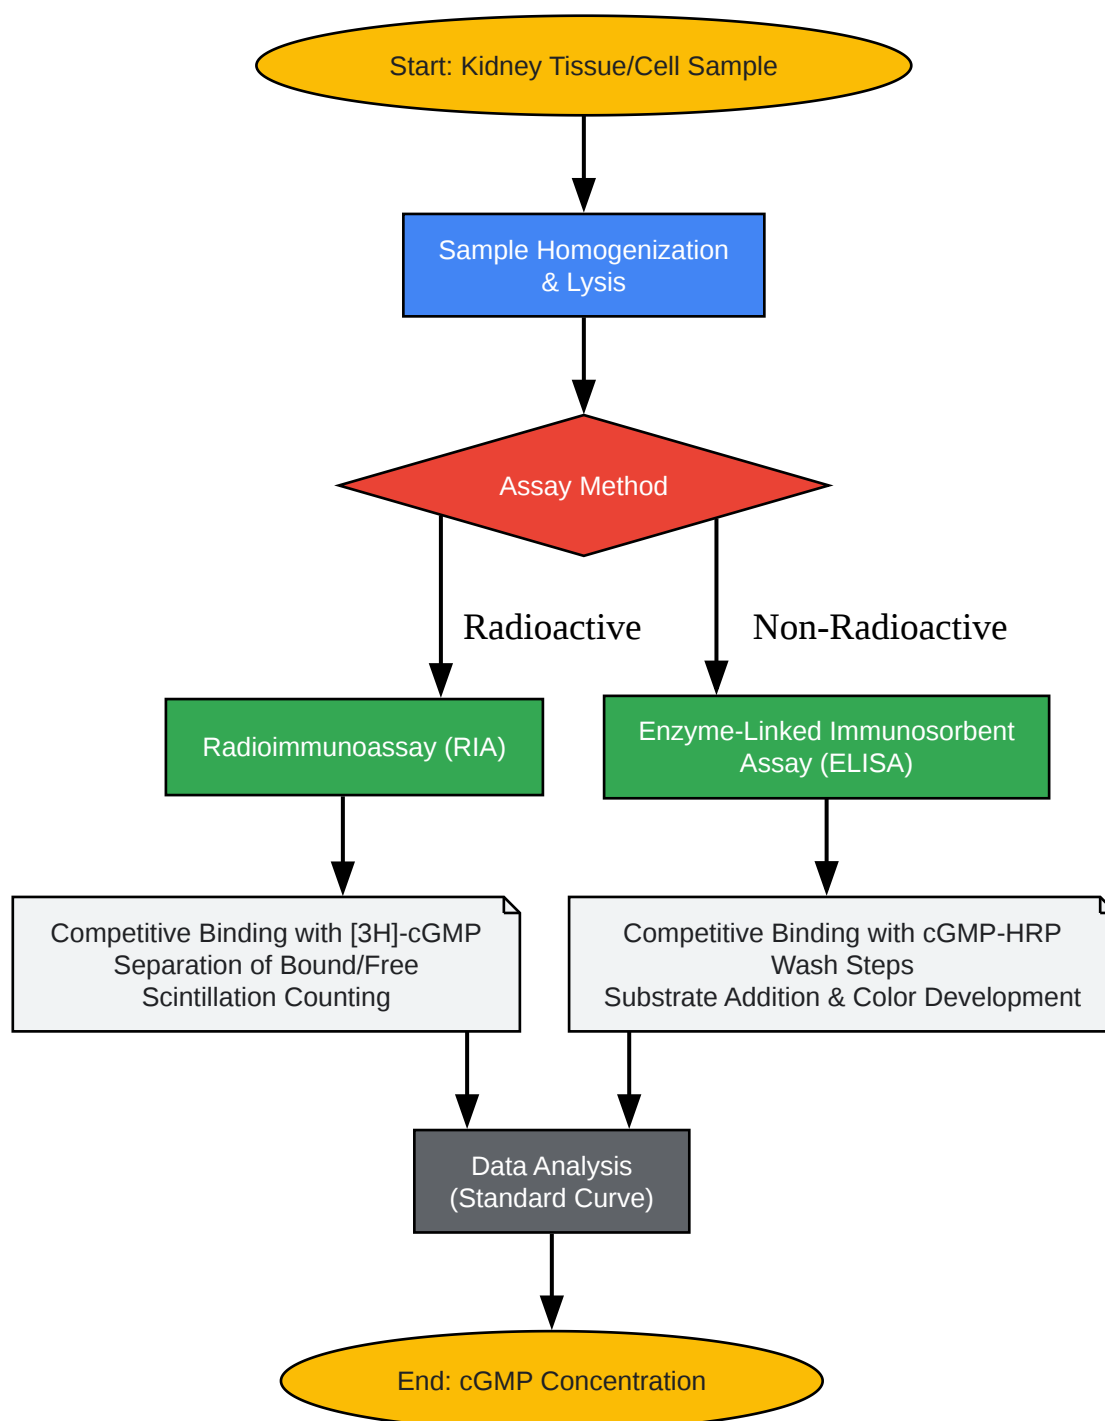 Start: Kidney Tissue/Cell Sample
Sample Homogenization
& Lysis
Assay Method
Radioactive
Non-Radioactive
Radioimmunoassay (RIA)
Enzyme-Linked Immunosorbent
Assay (ELISA)
Competitive Binding with [3H]-cGMP
Separation of Bound/Free
Scintillation Counting
Competitive Binding with cGMP-HRP
Wash Steps
Substrate Addition & Color Development
Data Analysis
(Standard Curve)
End: cGMP Concentration